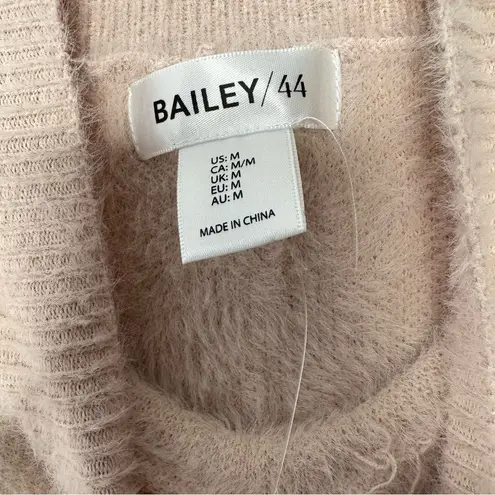 BAILEY/44
US: M
CA: M/M
UK: M
EU: M
AU: M
MADE IN CHINA